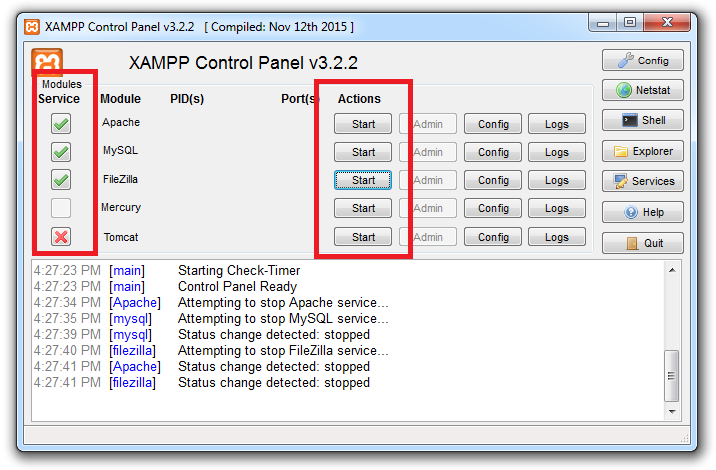 XAMPP Control Panel v3.2.2 [ Compiled: Nov 12th 2015 ]
XAMPP Control Panel v3.2.2
Config
Modules
Service Module PID(s) Port(s) Actions
Netstat
Apache Start Admin Config Logs
Shell
MySQL Start Admin Config Logs
Explorer
FileZilla Start Admin Config Logs
Services
Mercury Start Admin Config Logs
Help
Tomcat Start Admin Config Logs
Quit
4:27:23 PM [main] Starting Check-Timer
4:27:23 PM [main] Control Panel Ready
4:27:34 PM [Apache] Attempting to stop Apache service...
4:27:35 PM [mysql] Attempting to stop MySQL service...
4:27:39 PM [mysql] Status change detected: stopped
4:27:40 PM [filezilla] Attempting to stop FileZilla service...
4:27:41 PM [Apache] Status change detected: stopped
4:27:41 PM [filezilla] Status change detected: stopped